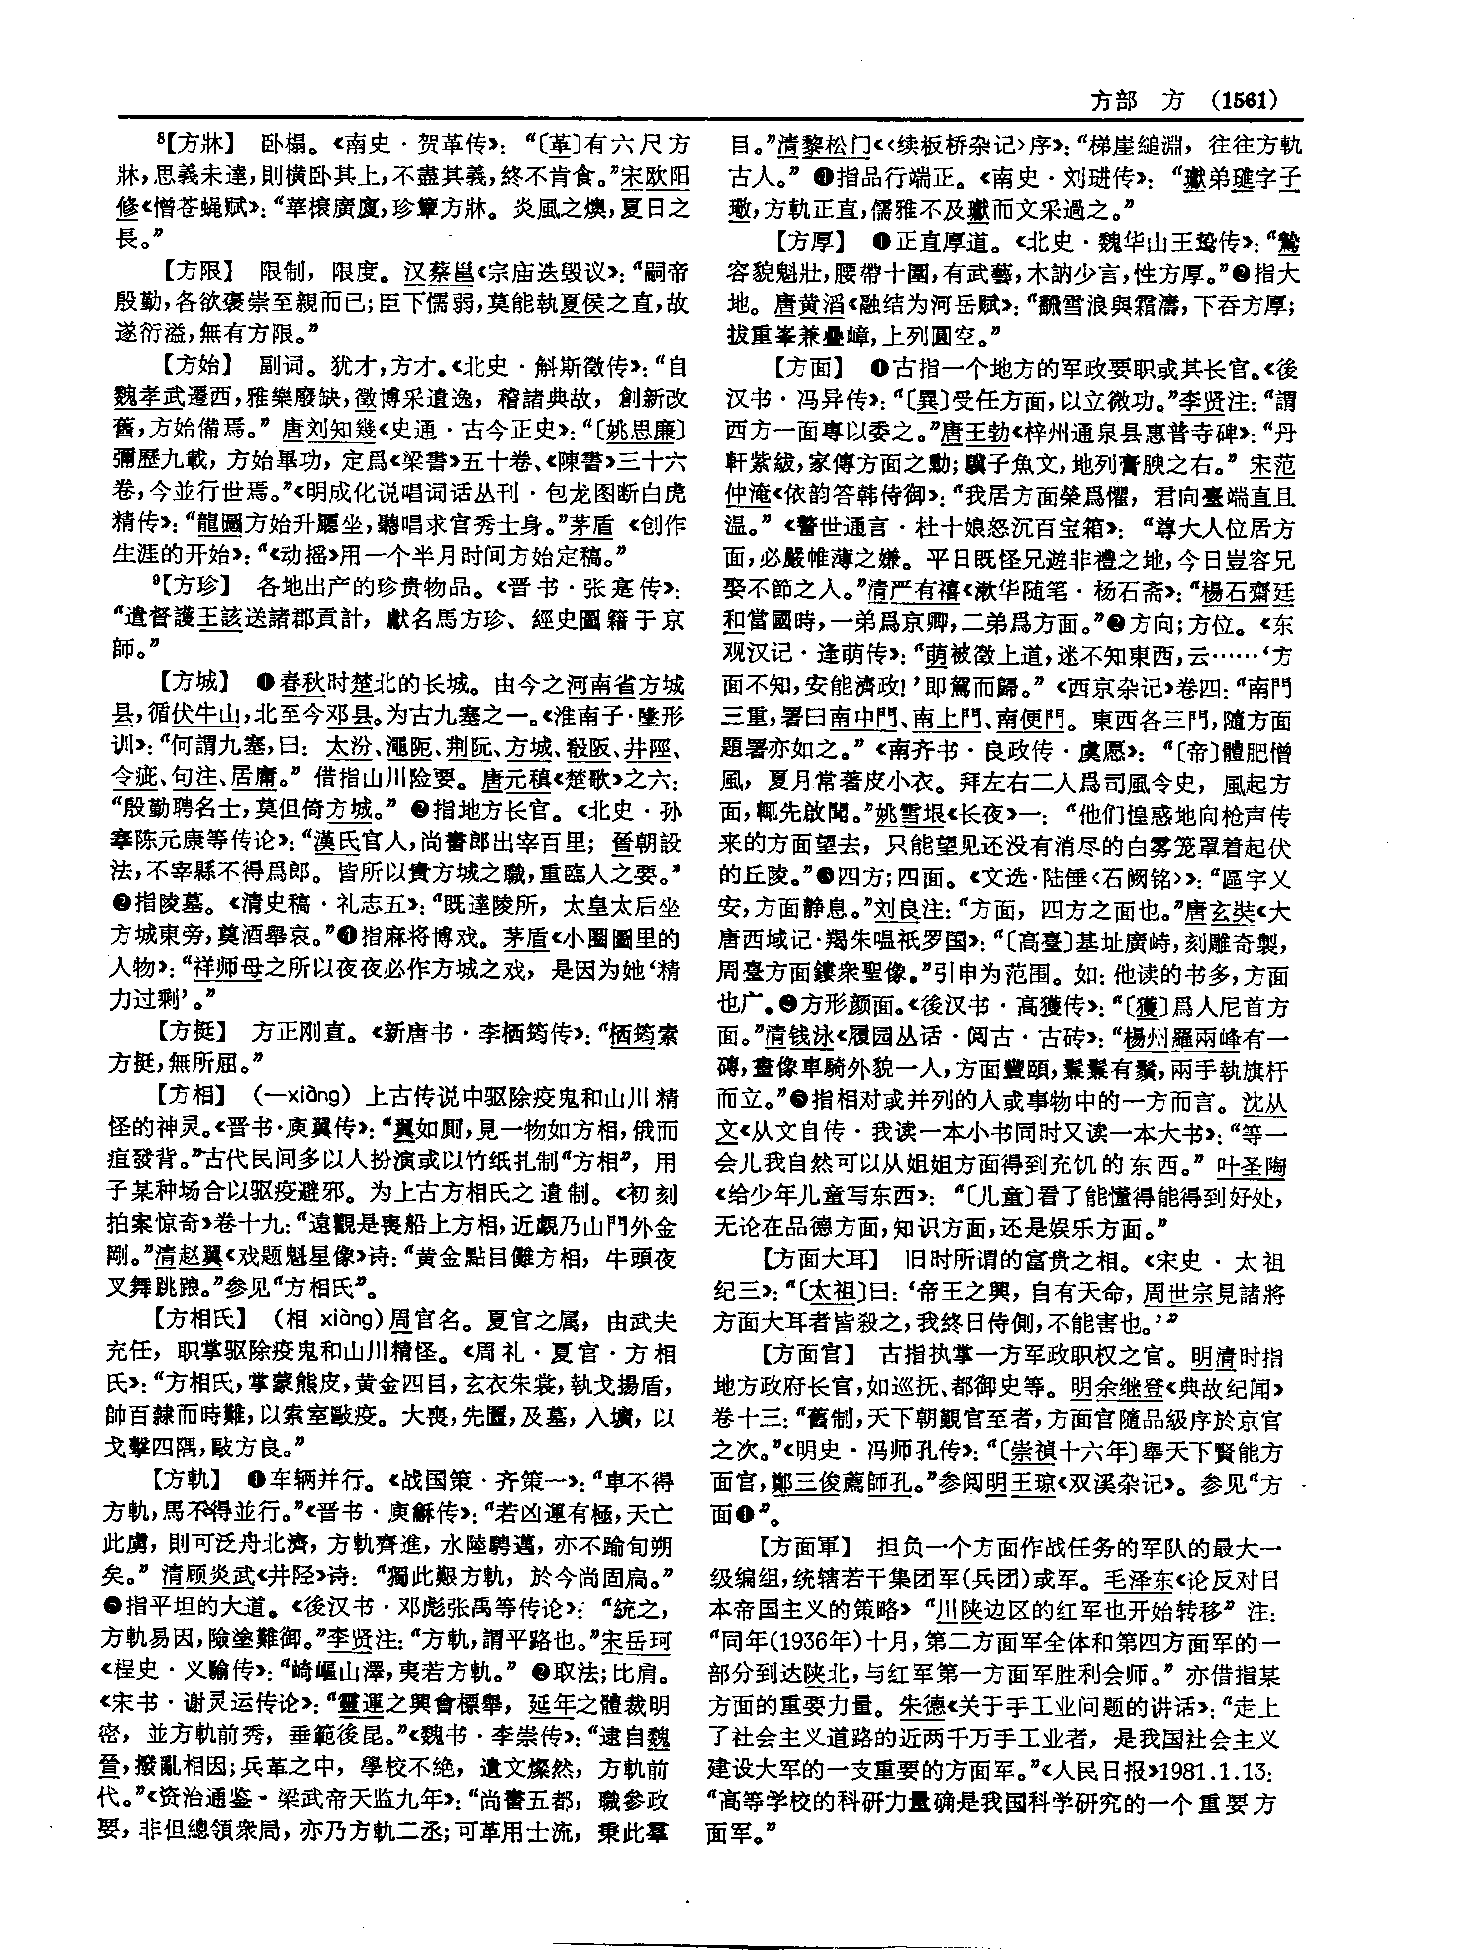 方部 方 (1561)
⁸【方牀】 卧榻。《南史·贺革传》：“〔革〕有六尺方
牀，思義未達，則横卧其上，不盡其義，終不肯食。”宋欧阳
修《憎苍蝇赋》：“華榱廣廈，珍簟方牀。炎風之燠，夏日之
長。”
【方限】 限制，限度。汉蔡邕《宗庙迭毁议》：“嗣帝
殷勤，各欲褒崇至親而已；臣下懦弱，莫能執夏侯之直，故
遂衍溢，無有方限。”
【方始】 副词。犹才，方才。《北史·斛斯徵传》：“自
魏孝武遷西，雅樂廢缺，徵博采遺逸，稽諸典故，創新改
舊，方始備焉。”唐刘知幾《史通·古今正史》：“〔姚思廉〕
彌歷九載，方始畢功，定爲《梁書》五十卷、《陳書》三十六
卷，今並行世焉。”《明成化说唱词话丛刊·包龙图断白虎
精传》：“龍圖方始升廳坐，聽唱求官秀士身。”茅盾《创作
生涯的开始》：“《动摇》用一个半月时间方始定稿。”
⁹【方珍】 各地出产的珍贵物品。《晋书·张寔传》：
“遣督護王該送諸郡貢計，獻名馬方珍、經史圖籍于京
師。”
【方城】 ❶春秋时楚北的长城。由今之河南省方城
县，循伏牛山，北至今邓县。为古九塞之一。《淮南子·墬形
训》：“何謂九塞，曰：太汾、澠阨、荆阮、方城、殽阪、井陘、
令疵、句注、居庸。”借指山川险要。唐元稹《楚歌》之六：
“殷勤聘名士，莫但倚方城。”❷指地方长官。《北史·孙
搴陈元康等传论》：“漢氏官人，尚書郎出宰百里；晉朝設
法，不宰縣不得爲郎。皆所以貴方城之職，重臨人之要。”
❸指陵墓。《清史稿·礼志五》：“既達陵所，太皇太后坐
方城東旁，奠酒舉哀。”❹指麻将博戏。茅盾《小圈圈里的
人物》：“祥师母之所以夜夜必作方城之戏，是因为她‘精
力过剩’。”
【方挺】 方正刚直。《新唐书·李栖筠传》：“栖筠素
方挺，無所屈。”
【方相】 （—xiàng）上古传说中驱除疫鬼和山川精
怪的神灵。《晋书·庾翼传》：“翼如厠，見一物如方相，俄而
疽發背。”古代民间多以人扮演或以竹纸扎制“方相”，用
于某种场合以驱疫避邪。为上古方相氏之遗制。《初刻
拍案惊奇》卷十九：“遠觀是喪船上方相，近覷乃山門外金
剛。”清赵翼《戏题魁星像》诗：“黄金點目儺方相，牛頭夜
叉舞跳踉。”参见“方相氏”。
【方相氏】 （相 xiàng）周官名。夏官之属，由武夫
充任，职掌驱除疫鬼和山川精怪。《周礼·夏官·方相
氏》：“方相氏，掌蒙熊皮，黄金四目，玄衣朱裳，執戈揚盾，
帥百隸而時難，以索室毆疫。大喪，先匶，及墓，入壙，以
戈擊四隅，毆方良。”
【方軌】 ❶车辆并行。《战国策·齐策一》：“車不得
方軌，馬不得並行。”《晋书·庾龢传》：“若凶運有極，天亡
此虜，則可泛舟北濟，方軌齊進，水陸騁邁，亦不踰旬朔
矣。”清顾炎武《井陉》诗：“獨此艱方軌，於今尚固扃。”
❷指平坦的大道。《後汉书·邓彪张禹等传论》：“統之，
方軌易因，險塗難御。”李贤注：“方軌，謂平路也。”宋岳珂
《桯史·义騟传》：“崎嶇山澤，夷若方軌。”❸取法；比肩。
《宋书·谢灵运传论》：“靈運之興會標舉，延年之體裁明
密，並方軌前秀，垂範後昆。”《魏书·李崇传》：“逮自魏
晉，撥亂相因；兵革之中，學校不絶，遺文燦然，方軌前
代。”《资治通鉴·梁武帝天监九年》：“尚書五都，職參政
要，非但總領衆局，亦乃方軌二丞；可革用士流，秉此羣
目。”清黎松门《〈续板桥杂记〉序》：“梯崖縋淵，往往方軌
古人。”❹指品行端正。《南史·刘琎传》：“瓛弟璡字子
璥，方軌正直，儒雅不及瓛而文采過之。”
【方厚】 ❶正直厚道。《北史·魏华山王鸷传》：“鷙
容貌魁壯，腰帶十圍，有武藝，木訥少言，性方厚。”❷指大
地。唐黄滔《融结为河岳赋》：“飜雪浪與霜濤，下吞方厚；
拔重峯兼疊嶂，上列圓空。”
【方面】 ❶古指一个地方的军政要职或其长官。《後
汉书·冯异传》：“〔異〕受任方面，以立微功。”李贤注：“謂
西方一面專以委之。”唐王勃《梓州通泉县惠普寺碑》：“丹
軒紫紱，家傳方面之勳；驥子魚文，地列膏腴之右。”宋范
仲淹《依韵答韩侍御》：“我居方面榮爲懼，君向臺端直且
温。”《警世通言·杜十娘怒沉百宝箱》：“尊大人位居方
面，必嚴帷薄之嫌。平日既怪兄遊非禮之地，今日豈容兄
娶不節之人。”清严有禧《漱华随笔·杨石斋》：“楊石齋廷
和當國時，一弟爲京卿，二弟爲方面。”❷方向；方位。《东
观汉记·逢萌传》：“萌被徵上道，迷不知東西，云……‘方
面不知，安能濟政！’即駕而歸。”《西京杂记》卷四：“南門
三重，署曰南中門、南上門、南便門。東西各三門，隨方面
題署亦如之。”《南齐书·良政传·虞愿》：“〔帝〕體肥憎
風，夏月常著皮小衣。拜左右二人爲司風令史，風起方
面，輒先啟聞。”姚雪垠《长夜》一：“他们惶惑地向枪声传
来的方面望去，只能望见还没有消尽的白雾笼罩着起伏
的丘陵。”❸四方；四面。《文选·陆倕〈石阙铭〉》：“區宇乂
安，方面静息。”刘良注：“方面，四方之面也。”唐玄奘《大
唐西域记·羯朱嗢祇罗国》：“〔高臺〕基址廣峙，刻雕奇製，
周臺方面鏤衆聖像。”引申为范围。如：他读的书多，方面
也广。❹方形颜面。《後汉书·高獲传》：“〔獲〕爲人尼首方
面。”清钱泳《履园丛话·阅古·古砖》：“楊州羅兩峰有一
磚，畫像車騎外貌一人，方面豐頤，鬑鬑有鬚，兩手執旗杆
而立。”❺指相对或并列的人或事物中的一方而言。沈从
文《从文自传·我读一本小书同时又读一本大书》：“等一
会儿我自然可以从姐姐方面得到充饥的东西。”叶圣陶
《给少年儿童写东西》：“〔儿童〕看了能懂得能得到好处，
无论在品德方面，知识方面，还是娱乐方面。”
【方面大耳】 旧时所谓的富贵之相。《宋史·太祖
纪三》：“〔太祖〕曰：‘帝王之興，自有天命，周世宗見諸將
方面大耳者皆殺之，我終日侍側，不能害也。’”
【方面官】 古指执掌一方军政职权之官。明清时指
地方政府长官，如巡抚、都御史等。明余继登《典故纪闻》
卷十三：“舊制，天下朝覲官至者，方面官隨品級序於京官
之次。”《明史·冯师孔传》：“〔崇禎十六年〕舉天下賢能方
面官，鄭三俊薦師孔。”参阅明王琼《双溪杂记》。参见“方
面❶”。
【方面軍】 担负一个方面作战任务的军队的最大一
级编组，统辖若干集团军(兵团)或军。毛泽东《论反对日
本帝国主义的策略》“川陕边区的红军也开始转移”注：
“同年(1936年)十月，第二方面军全体和第四方面军的一
部分到达陕北，与红军第一方面军胜利会师。”亦借指某
方面的重要力量。朱德《关于手工业问题的讲话》：“走上
了社会主义道路的近两千万手工业者，是我国社会主义
建设大军的一支重要的方面军。”《人民日报》1981.1.13：
“高等学校的科研力量确是我国科学研究的一个重要方
面军。”